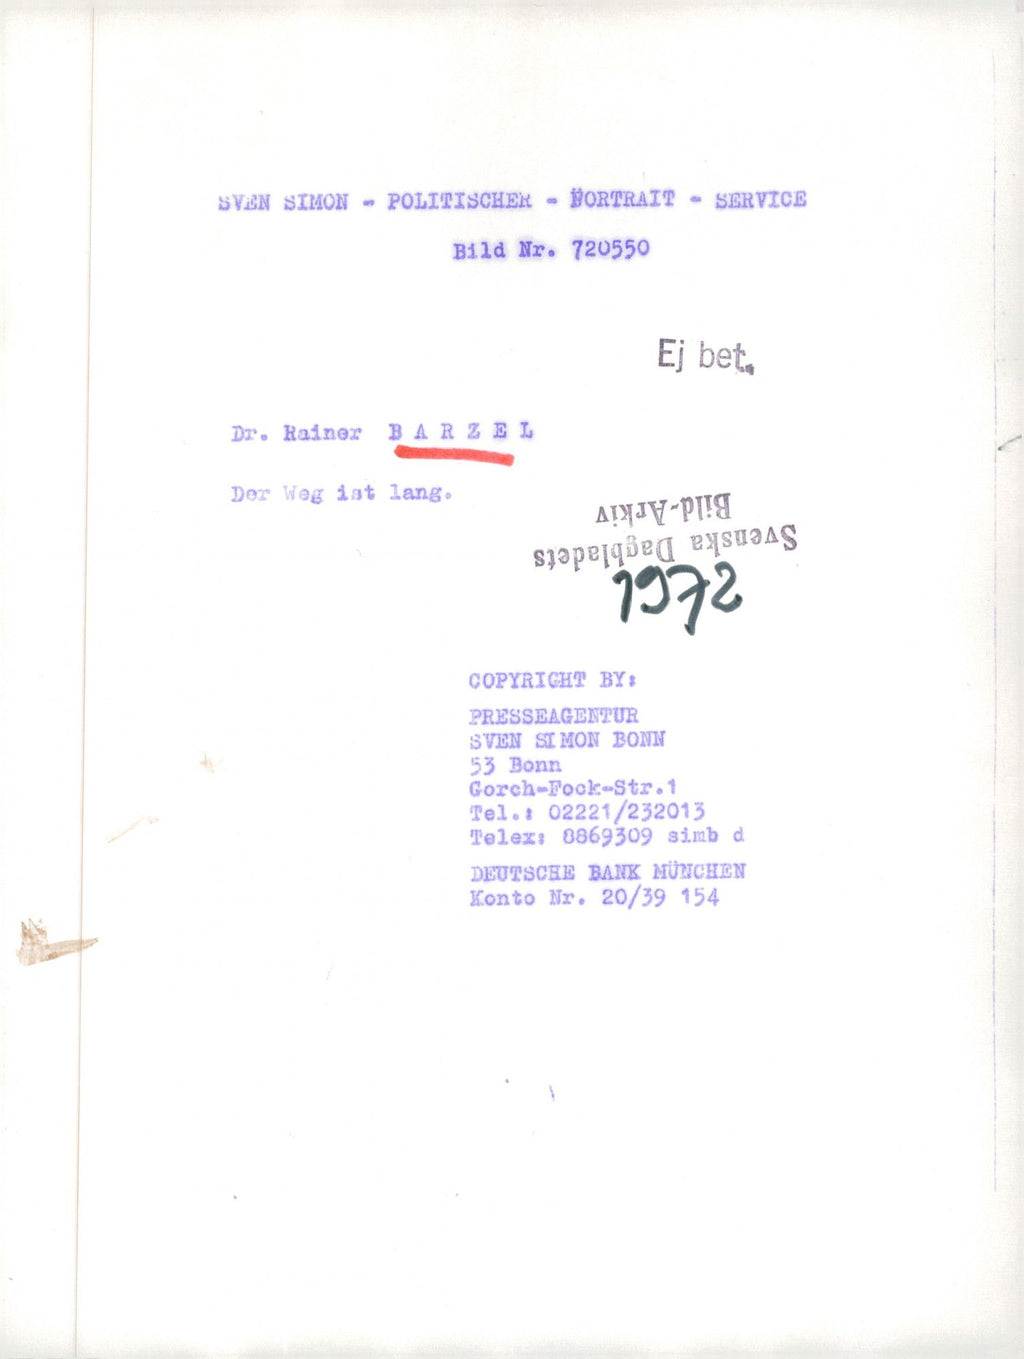 SVEN SIMON - POLITISCHER - PORTRAIT - SERVICE
Bild Nr. 720550
Ej bet.
Dr. Rainer B A R Z E L
Der Weg ist lang.
Svenska Dagbladets
Bild-Arkiv
1972
COPYRIGHT BY:
PRESSEAGENTUR
SVEN SIMON BONN
53 Bonn
Gorch-Fock-Str.1
Tel.: 02221/232013
Telex: 8869309 simb d
DEUTSCHE BANK MÜNCHEN
Konto Nr. 20/39 154